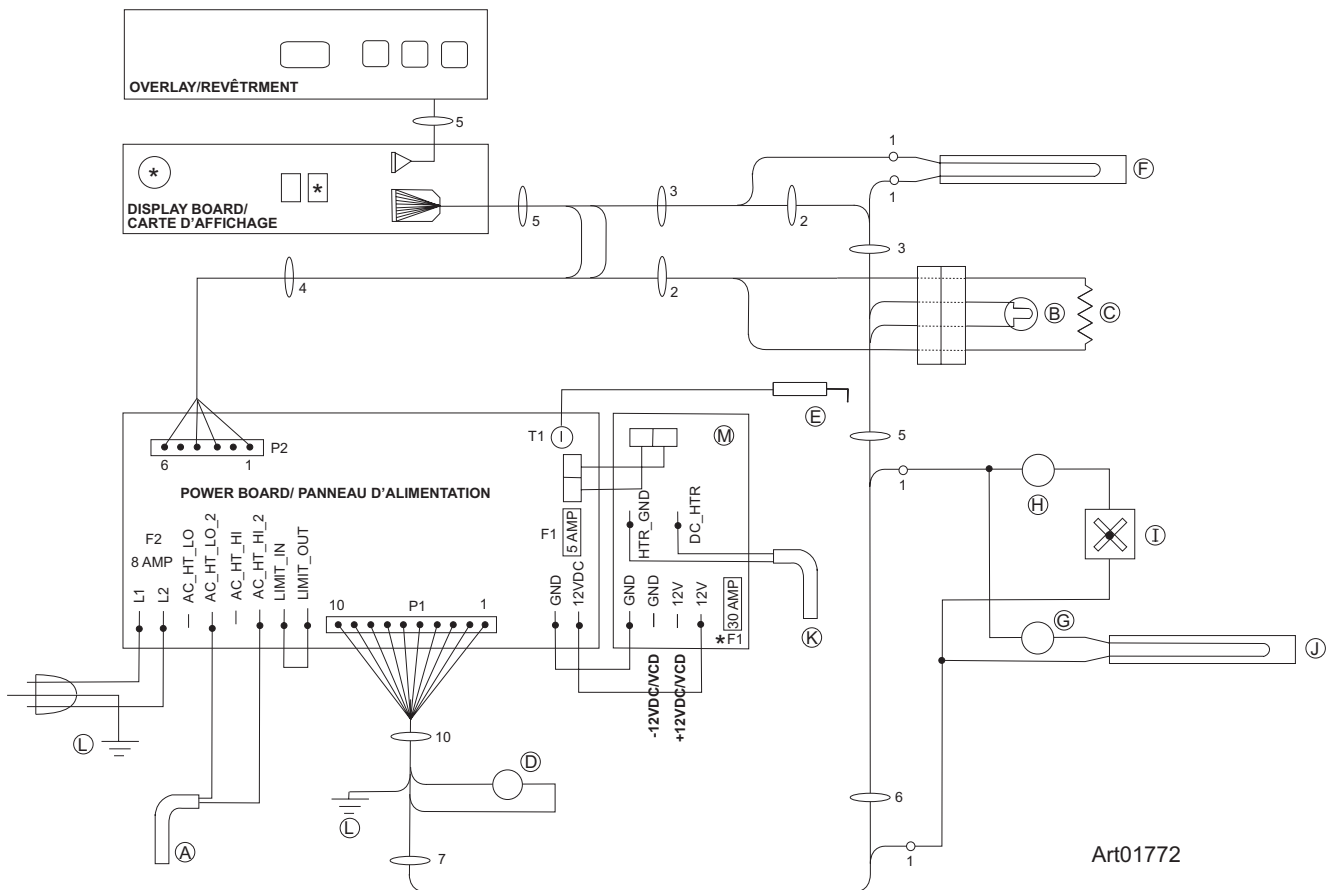 OVERLAY/REVÊTRMENT
5
1
3
F
*
*
1
DISPLAY BOARD/
CARTE D'AFFICHAGE
5
2
3
4
2
B
C
E
T1
I
M
5
P2
6
1
POWER BOARD/ PANNEAU D'ALIMENTATION
1
H
I
F2
8 AMP
L1
L2
AC_HT_LO
AC_HT_LO_2
AC_HT_HI
AC_HT_HI_2
LIMIT_IN
LIMIT_OUT
10
P1
1
F1
5 AMP
GND
12VDC
HTR_GND
DC_HTR
GND
GND
12V
12V
30 AMP
*F1
K
G
J
-12VDC/VCD
+12VDC/VCD
L
10
D
L
6
A
7
1
Art01772